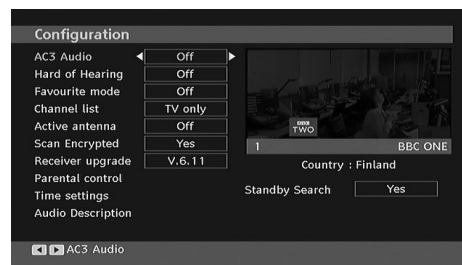 Configuration
AC3 Audio Off
Hard of Hearing Off
Favourite mode Off
Channel list TV only
Active antenna Off
Scan Encrypted Yes
Receiver upgrade V.6.11
Parental control
Time settings
Audio Description
BBC
TWO
1 BBC ONE
Country : Finland
Standby Search Yes
AC3 Audio